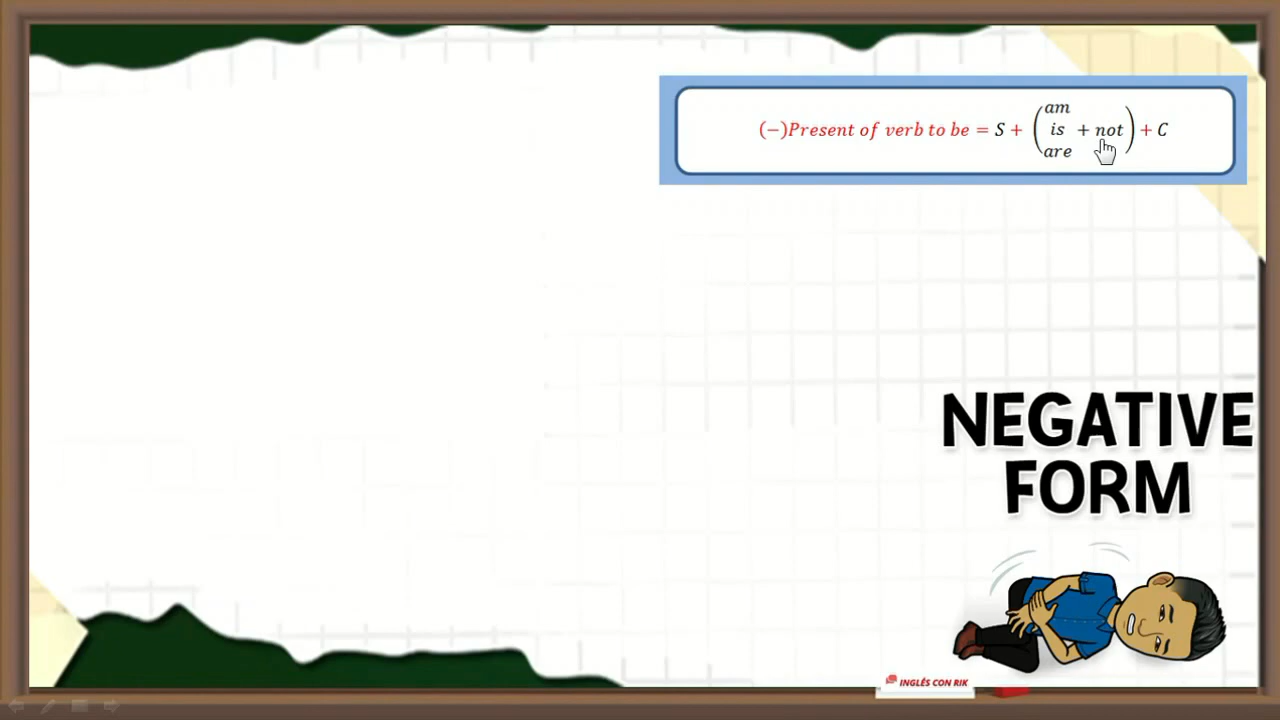 (−)Present of verb to be = S + (am is are + not) + C
NEGATIVE
FORM
INGLÉS CON RIK